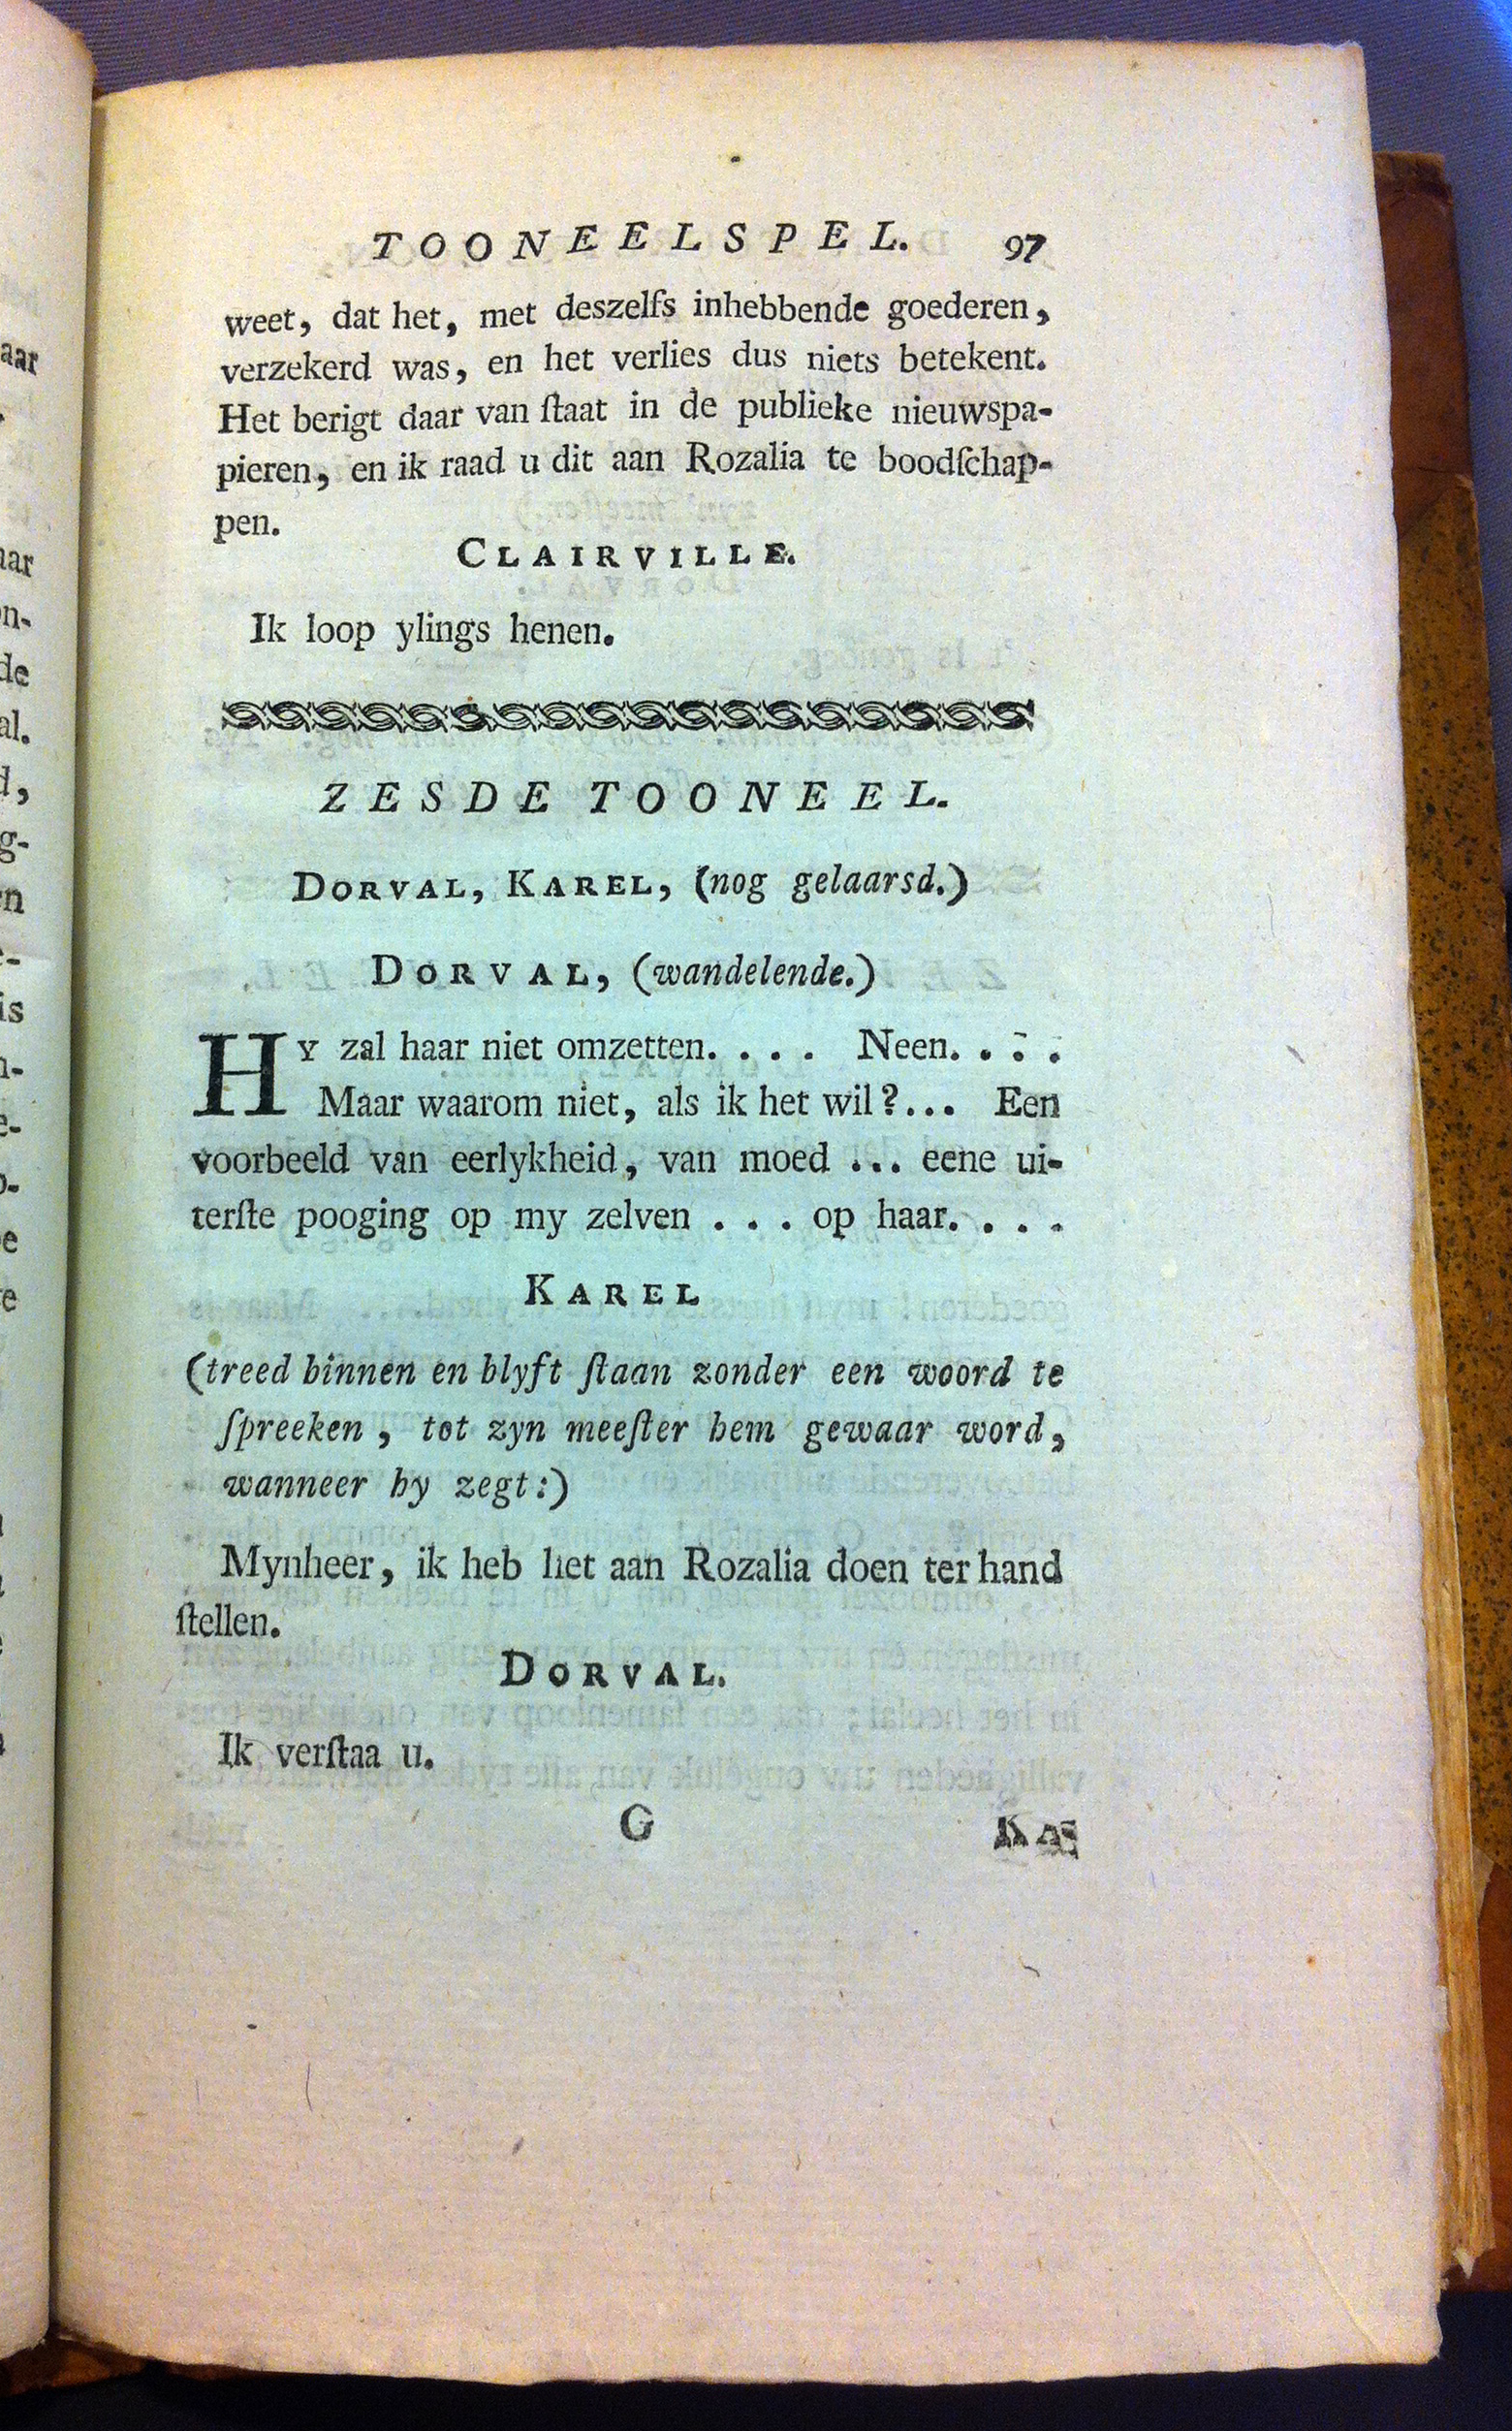 TOONEELSPEL. 97
weet, dat het, met deszelfs inhebbende goederen,
verzekerd was, en het verlies dus niets betekent.
Het berigt daar van ſtaat in de publieke nieuwspa-
pieren, en ik raad u dit aan Rozalia te boodſchap-
pen.
CLAIRVILLE.
Ik loop ylings henen.
ZESDE TOONEEL.
DORVAL, KAREL, (nog gelaarsd.)
DORVAL, (wandelende.)
HY zal haar niet omzetten. . . . Neen. . . .
Maar waarom niet, als ik het wil?... Een
voorbeeld van eerlykheid, van moed ... eene ui-
terſte pooging op my zelven . . . op haar. . . .
KAREL
(treed binnen en blyft ſtaan zonder een woord te
ſpreeken, tot zyn meeſter hem gewaar word,
wanneer hy zegt:)
Mynheer, ik heb het aan Rozalia doen ter hand
ſtellen.
DORVAL.
Ik verſtaa u.
G KA-